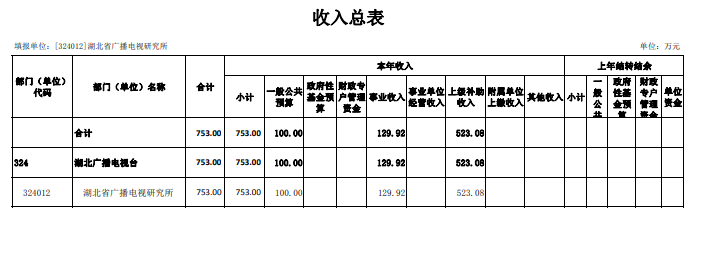 收入总表
填报单位：[324012]湖北省广播电视研究所 单位：万元
部门（单位）代码 部门（单位）名称 合计 本年收入 上年结转结余
小计 一般公共预算 政府性基金预算 财政专户管理资金 事业收入 事业单位经营收入 上级补助收入 附属单位上缴收入 其他收入 小计 一般公共 政府性基金预算 财政专户管理资金 单位资金
合计 753.00 753.00 100.00 129.92 523.08
324 湖北广播电视台 753.00 753.00 100.00 129.92 523.08
324012 湖北省广播电视研究所 753.00 753.00 100.00 129.92 523.08